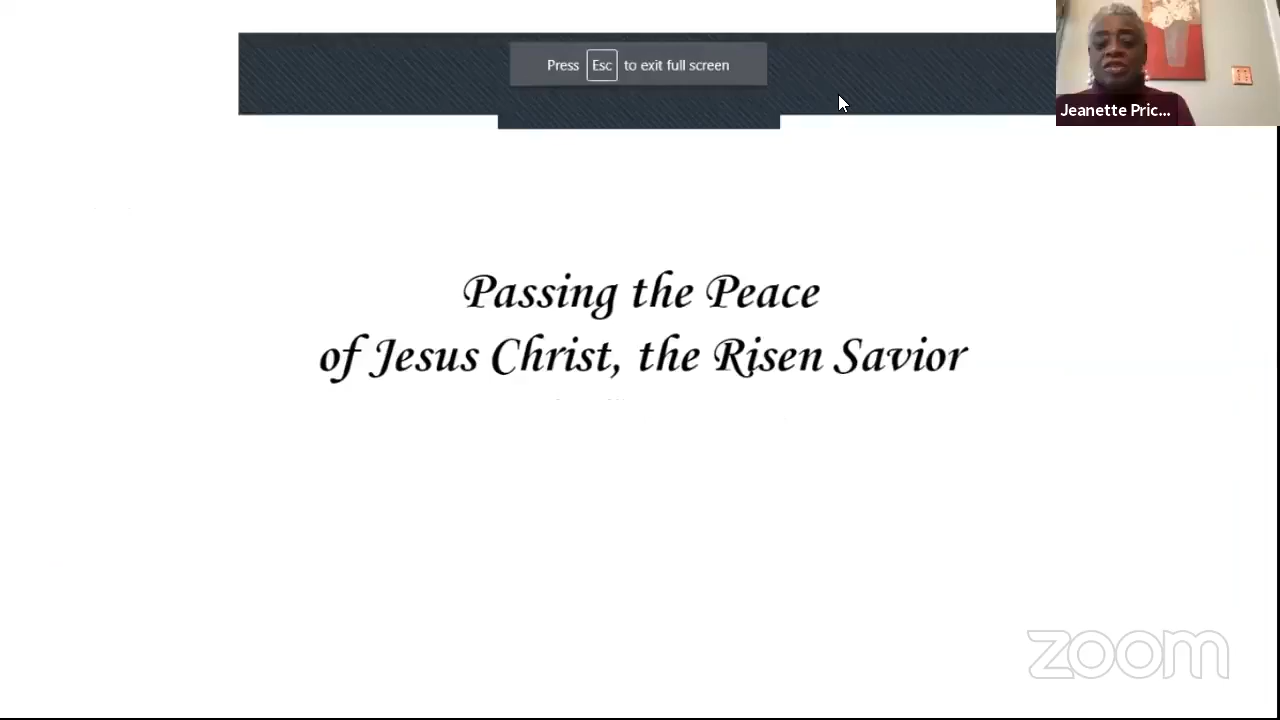 Press Esc to exit full screen
Jeanette Pric...
Passing the Peace
of Jesus Christ, the Risen Savior
zoom